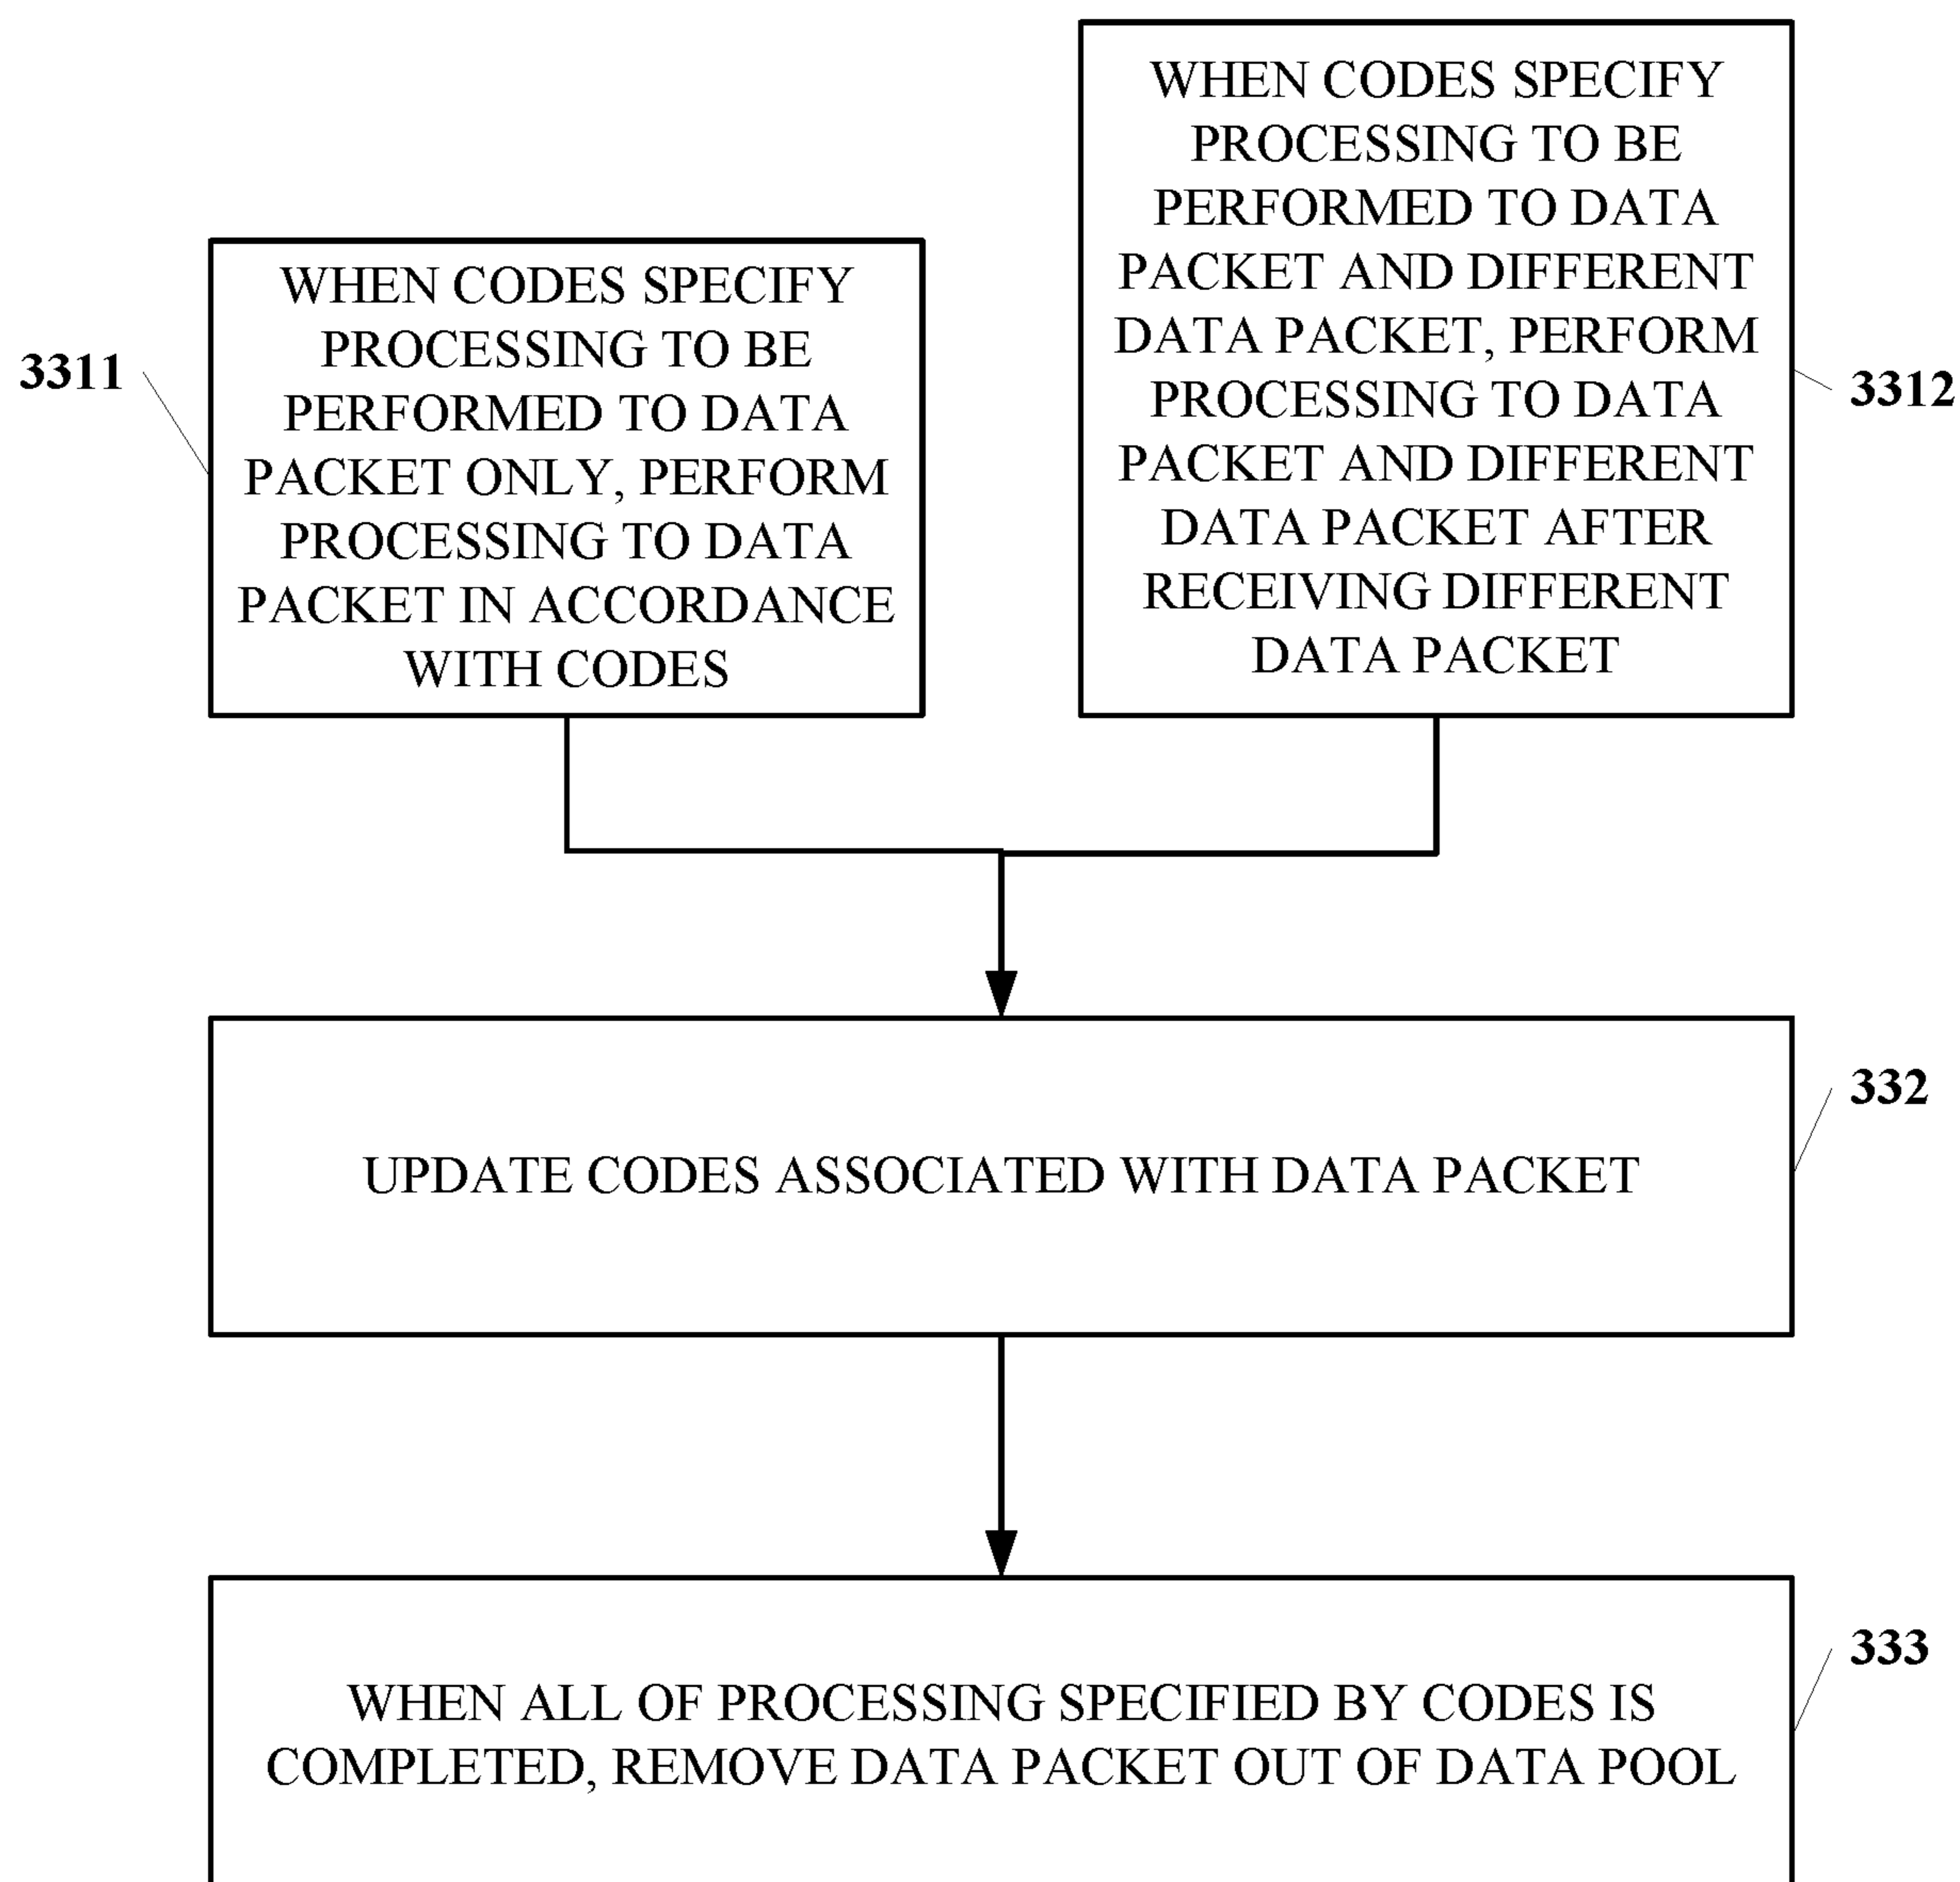 3311
WHEN CODES SPECIFY
PROCESSING TO BE
PERFORMED TO DATA
PACKET ONLY, PERFORM
PROCESSING TO DATA
PACKET IN ACCORDANCE
WITH CODES
WHEN CODES SPECIFY
PROCESSING TO BE
PERFORMED TO DATA
PACKET AND DIFFERENT
DATA PACKET, PERFORM
PROCESSING TO DATA
PACKET AND DIFFERENT
DATA PACKET AFTER
RECEIVING DIFFERENT
DATA PACKET
3312
UPDATE CODES ASSOCIATED WITH DATA PACKET
332
WHEN ALL OF PROCESSING SPECIFIED BY CODES IS
COMPLETED, REMOVE DATA PACKET OUT OF DATA POOL
333